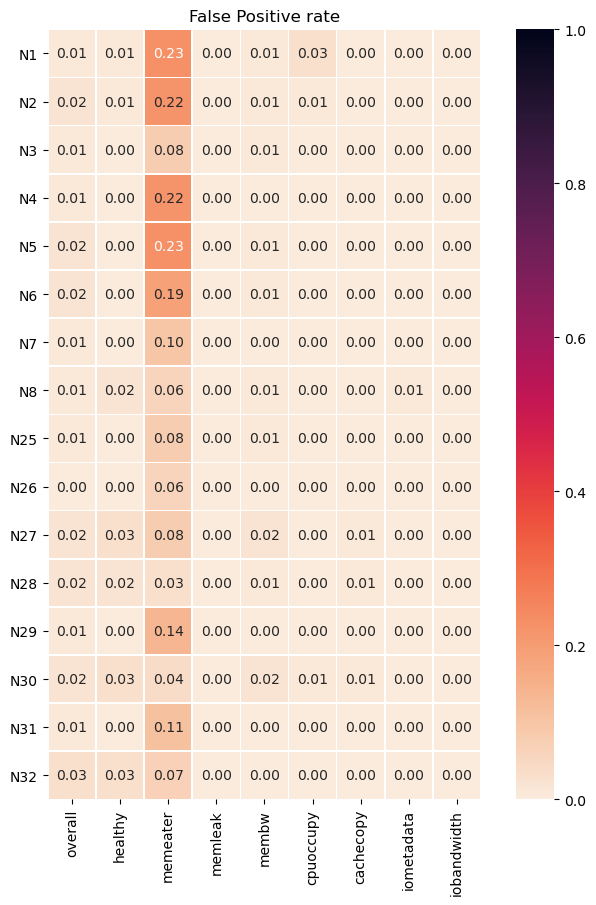 False Positive rate
N1 0.01 0.01 0.23 0.00 0.01 0.03 0.00 0.00 0.00
N2 0.02 0.01 0.22 0.00 0.01 0.01 0.00 0.00 0.00
N3 0.01 0.00 0.08 0.00 0.01 0.00 0.00 0.00 0.00
N4 0.01 0.00 0.22 0.00 0.00 0.00 0.00 0.00 0.00
N5 0.02 0.00 0.23 0.00 0.01 0.00 0.00 0.00 0.00
N6 0.02 0.00 0.19 0.00 0.01 0.00 0.00 0.00 0.00
N7 0.01 0.00 0.10 0.00 0.00 0.00 0.00 0.00 0.00
N8 0.01 0.02 0.06 0.00 0.01 0.00 0.00 0.01 0.00
N25 0.01 0.00 0.08 0.00 0.01 0.00 0.00 0.00 0.00
N26 0.00 0.00 0.06 0.00 0.00 0.00 0.00 0.00 0.00
N27 0.02 0.03 0.08 0.00 0.02 0.00 0.01 0.00 0.00
N28 0.02 0.02 0.03 0.00 0.01 0.00 0.01 0.00 0.00
N29 0.01 0.00 0.14 0.00 0.00 0.00 0.00 0.00 0.00
N30 0.02 0.03 0.04 0.00 0.02 0.01 0.01 0.00 0.00
N31 0.01 0.00 0.11 0.00 0.00 0.00 0.00 0.00 0.00
N32 0.03 0.03 0.07 0.00 0.00 0.00 0.00 0.00 0.00
overall
healthy
memeater
memleak
membw
cpuoccupy
cachecopy
iometadata
iobandwidth
1.0
0.8
0.6
0.4
0.2
0.0